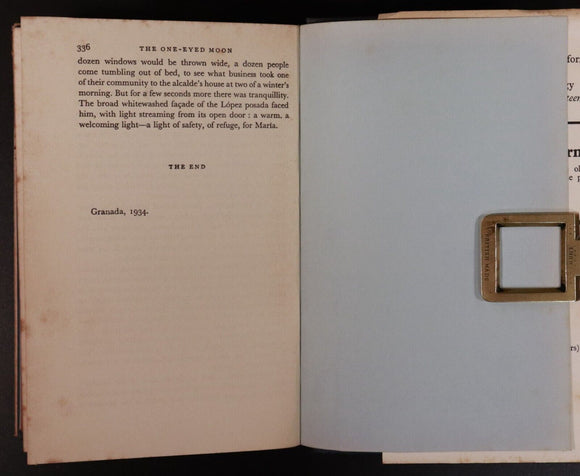 336
THE ONE-EYED MOON
dozen windows would be thrown wide, a dozen people
come tumbling out of bed, to see what business took one
of their community to the alcalde's house at two of a winter's
morning. But for a few seconds more there was tranquillity.
The broad whitewashed façade of the López posada faced
him, with light streaming from its open door : a warm, a
welcoming light—a light of safety, of refuge, for María.
THE END
Granada, 1934.
MADE
rs)